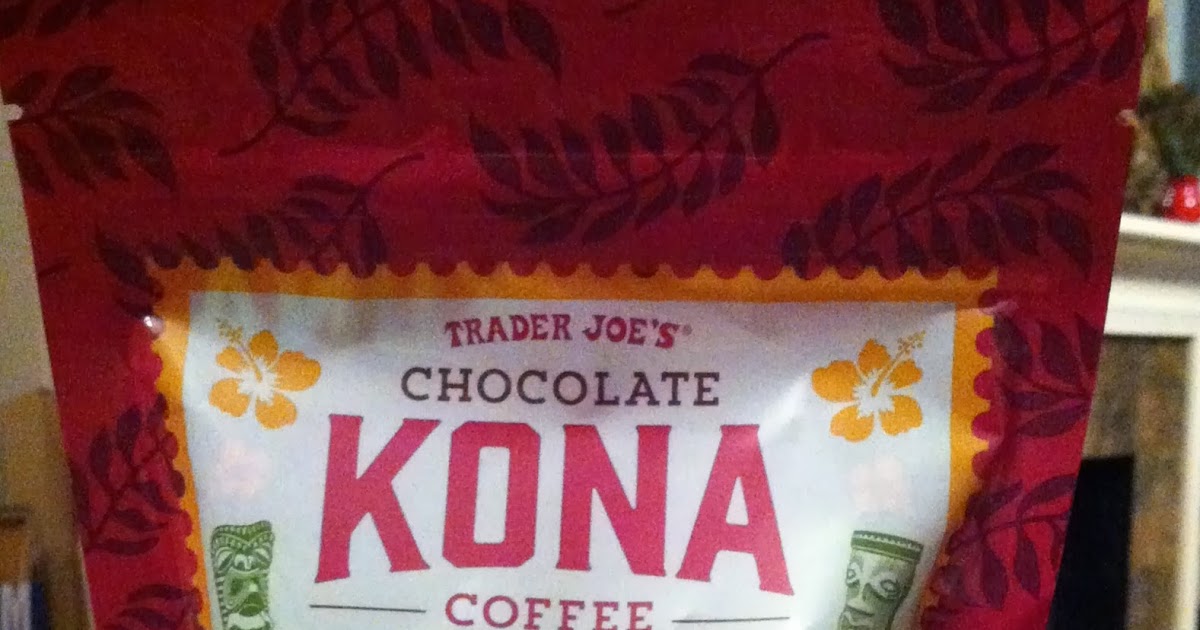 TRADER JOE'S®
CHOCOLATE
KONA
COFFEE